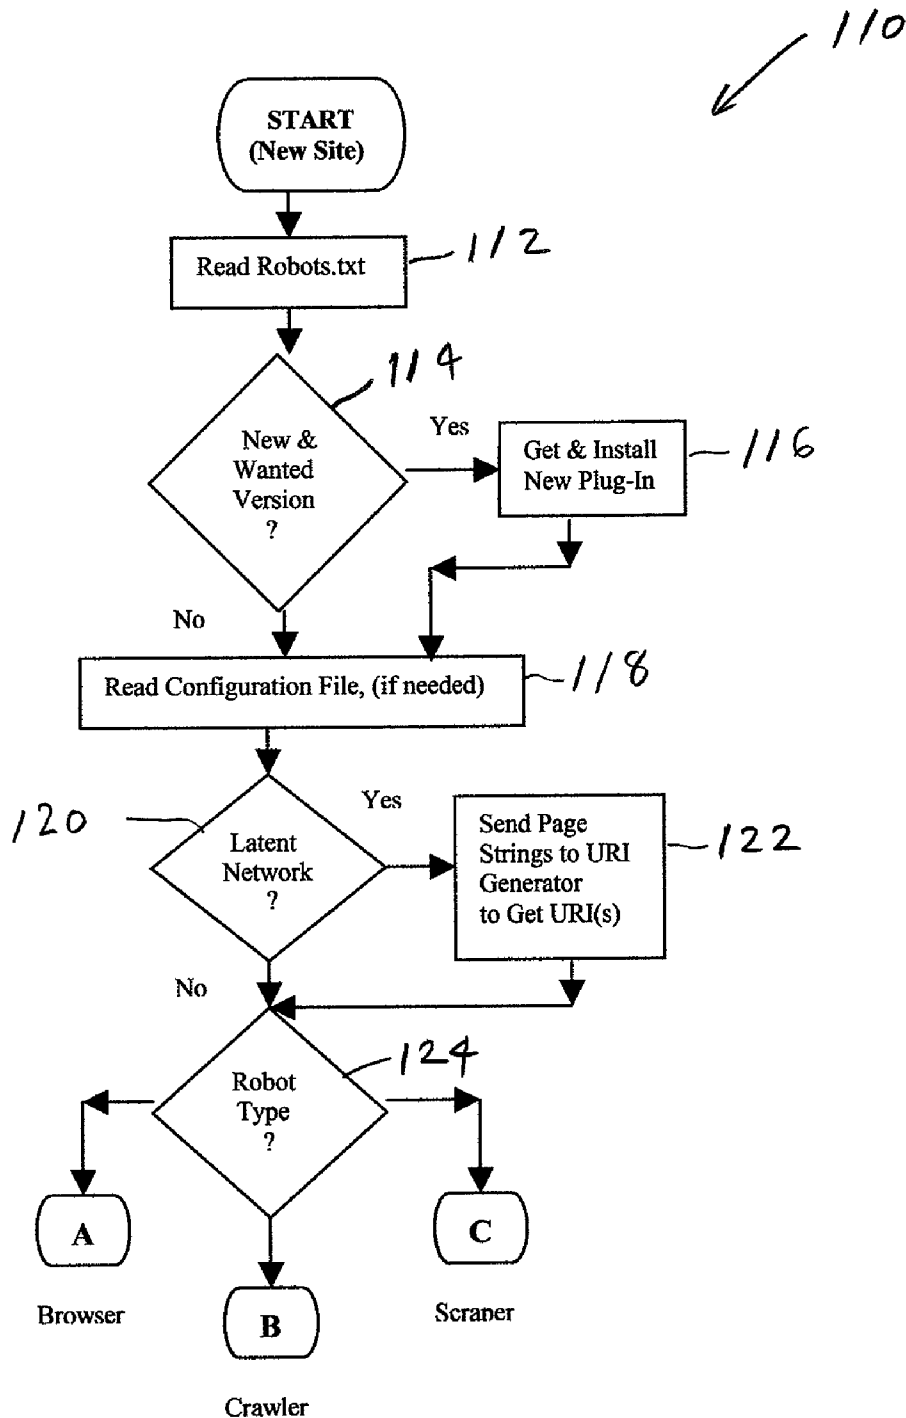 110
START
(New Site)
Read Robots.txt
112
114
New &
Wanted
Version
?
Yes
Get & Install
New Plug-In
116
No
Read Configuration File, (if needed)
118
120
Latent
Network
?
Yes
Send Page
Strings to URI
Generator
to Get URI(s)
122
No
124
Robot
Type
?
A
Browser
B
Crawler
C
Scraner